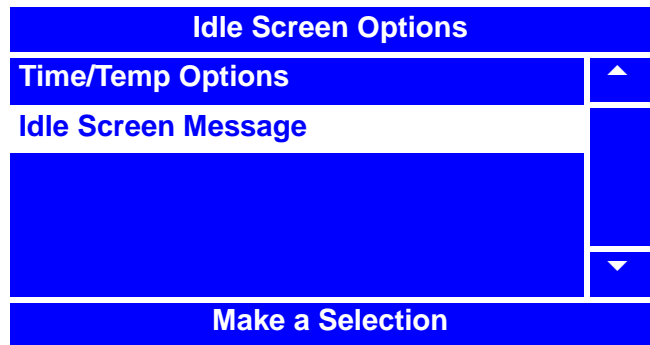 Idle Screen Options
Time/Temp Options
Idle Screen Message
Make a Selection